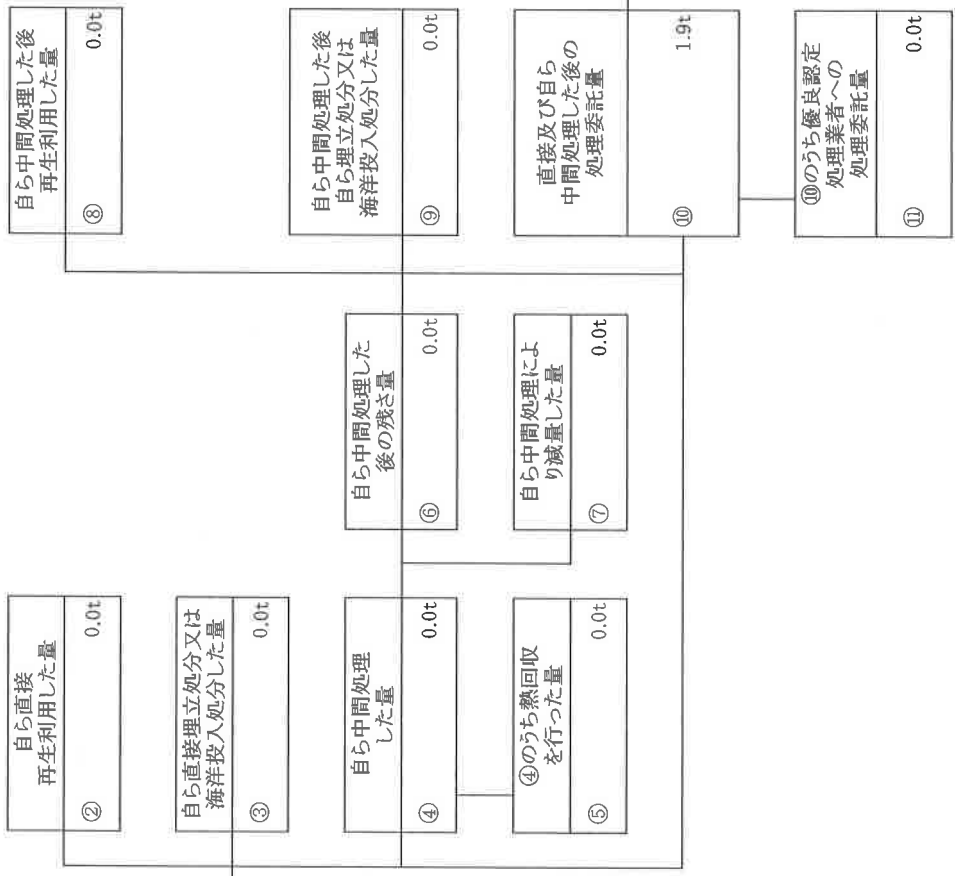 自ら直接
再生利用した量
②
0.0t
自ら直接埋立処分又は
海洋投入処分した量
③
0.0t
自ら中間処理
した量
④
0.0t
④のうち熱回収
を行った量
⑤
0.0t
自ら中間処理した
後の残さ量
⑥
0.0t
自ら中間処理によ
り減量した量
⑦
0.0t
自ら中間処理した後
再生利用した量
⑧
0.0t
自ら中間処理した後
自ら埋立処分又は
海洋投入処分した量
⑨
0.0t
直接及び自ら
中間処理した後の
処理委託量
⑩
1.9t
⑩のうち優良認定
処理業者への
処理委託量
⑪
0.0t